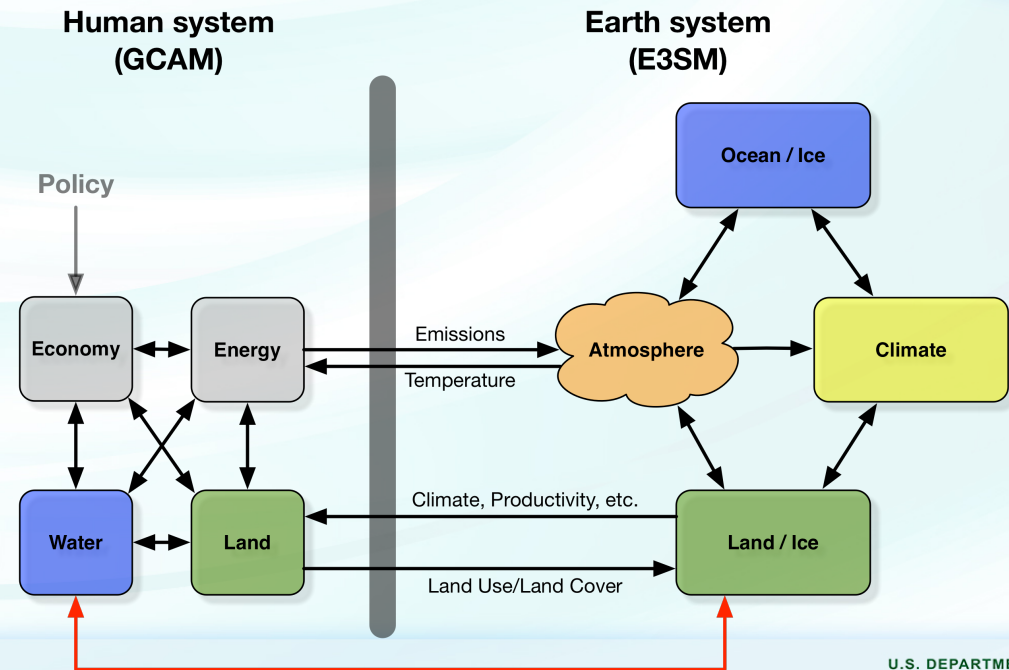 Human system
(GCAM)
Earth system
(E3SM)
Ocean / Ice
Policy
Economy
Energy
Emissions
Temperature
Atmosphere
Climate
Water
Land
Climate, Productivity, etc.
Land Use/Land Cover
Land / Ice
U.S.